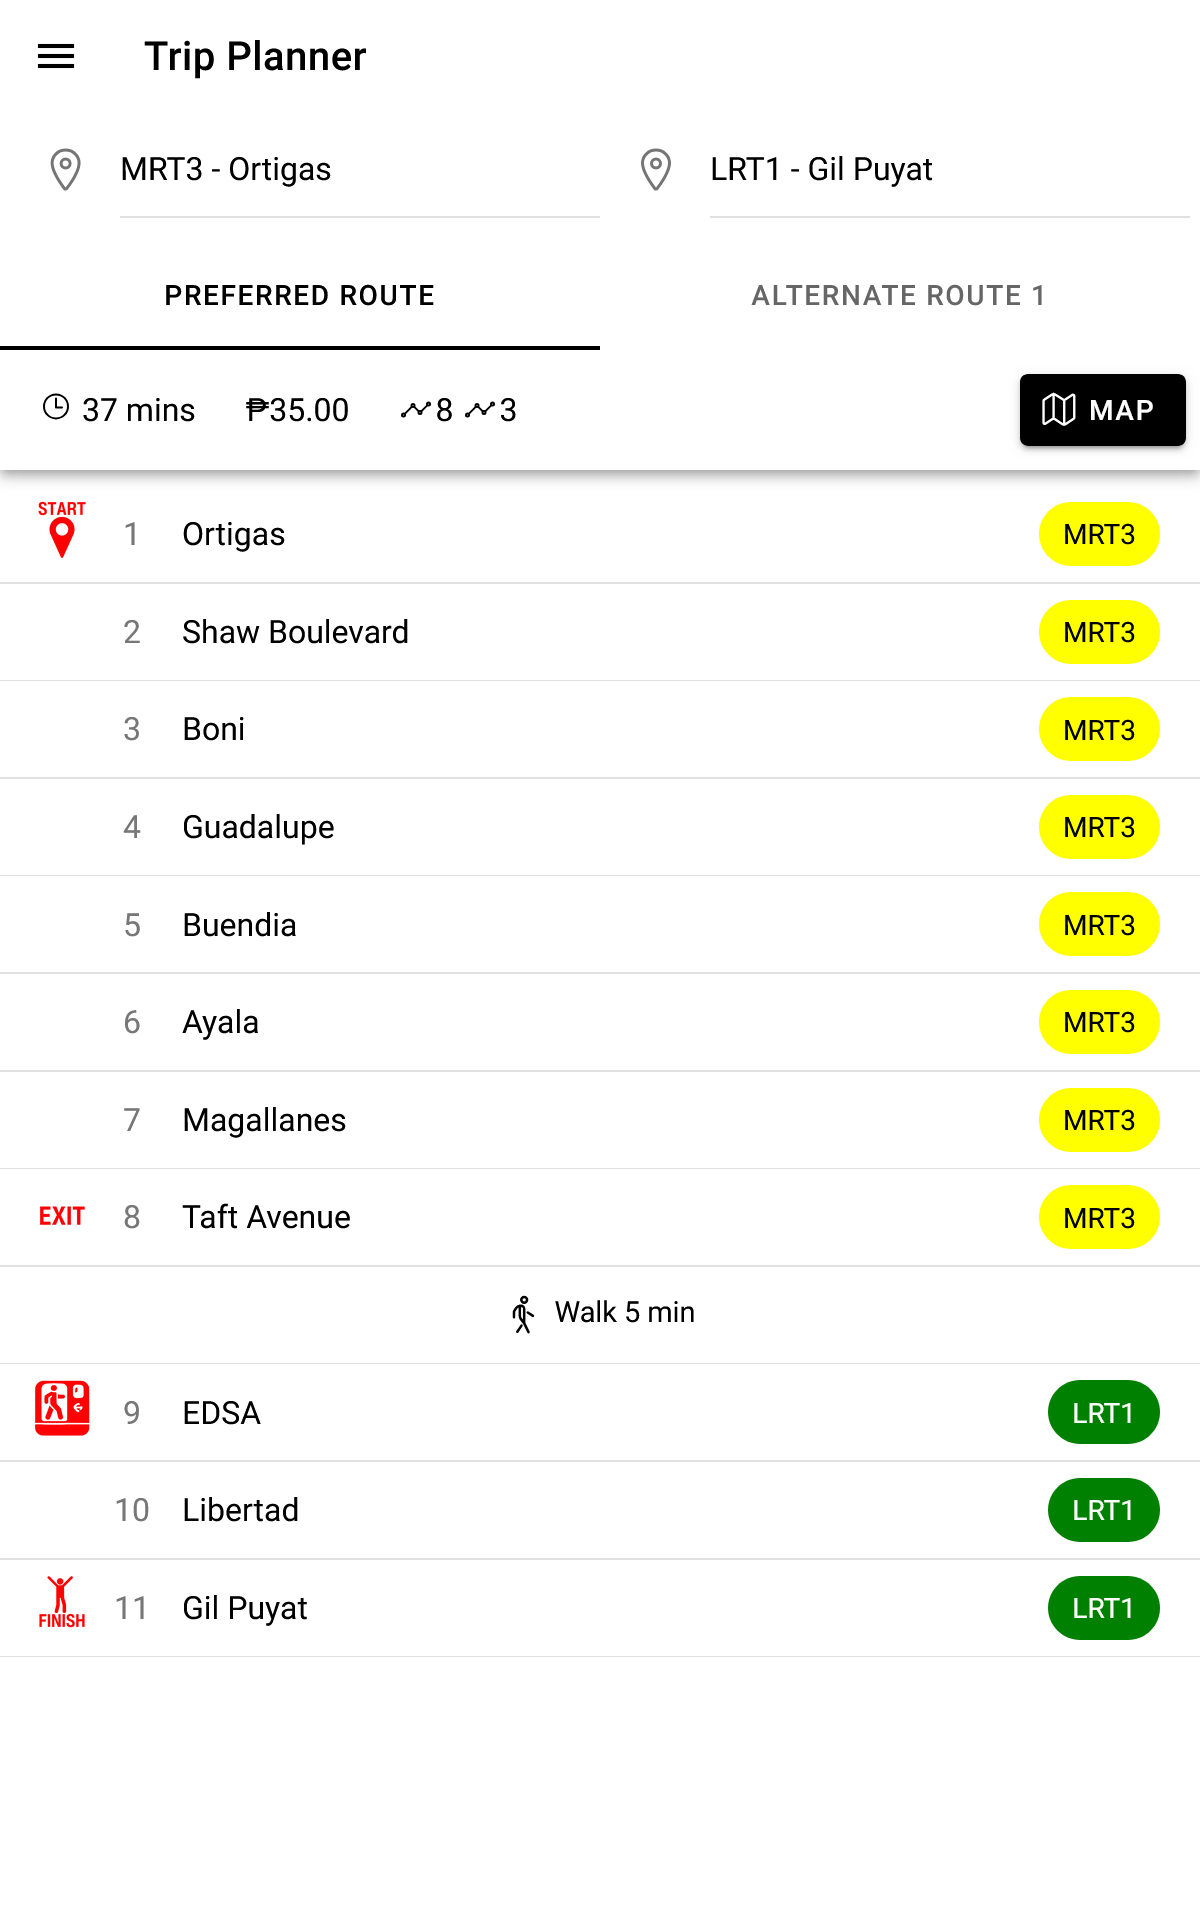 Trip Planner
MRT3 - Ortigas
LRT1 - Gil Puyat
PREFERRED ROUTE
ALTERNATE ROUTE 1
37 mins ₱35.00 8 3
MAP
START
1 Ortigas MRT3
2 Shaw Boulevard MRT3
3 Boni MRT3
4 Guadalupe MRT3
5 Buendia MRT3
6 Ayala MRT3
7 Magallanes MRT3
EXIT 8 Taft Avenue MRT3
Walk 5 min
9 EDSA LRT1
10 Libertad LRT1
11 Gil Puyat LRT1
FINISH